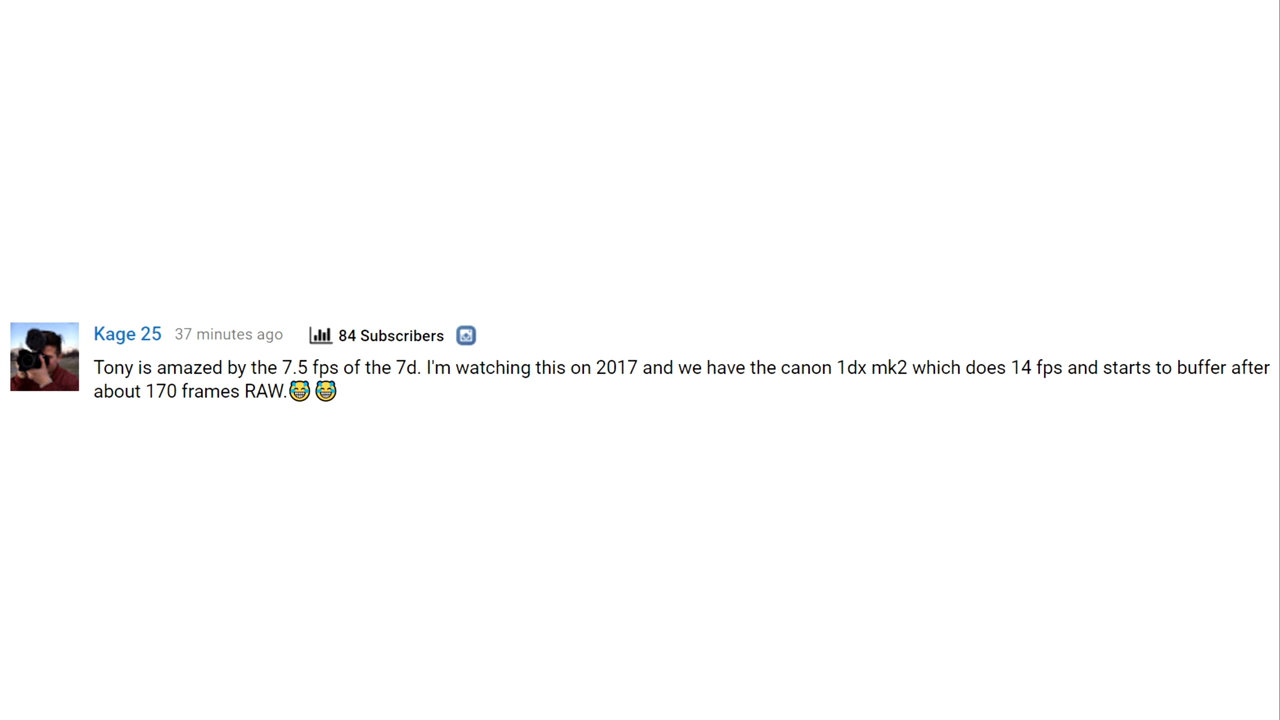 Kage 25 37 minutes ago 84 Subscribers
Tony is amazed by the 7.5 fps of the 7d. I'm watching this on 2017 and we have the canon 1dx mk2 which does 14 fps and starts to buffer after
about 170 frames RAW.😂😂